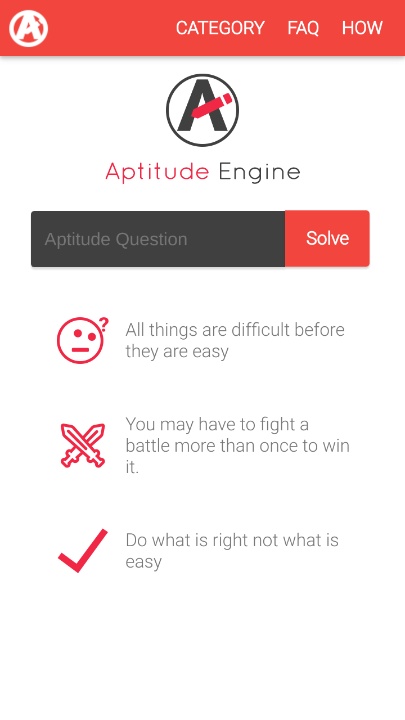 CATEGORY FAQ HOW
Aptitude Engine
Aptitude Question Solve
?
All things are difficult before
they are easy
You may have to fight a
battle more than once to win
it.
Do what is right not what is
easy